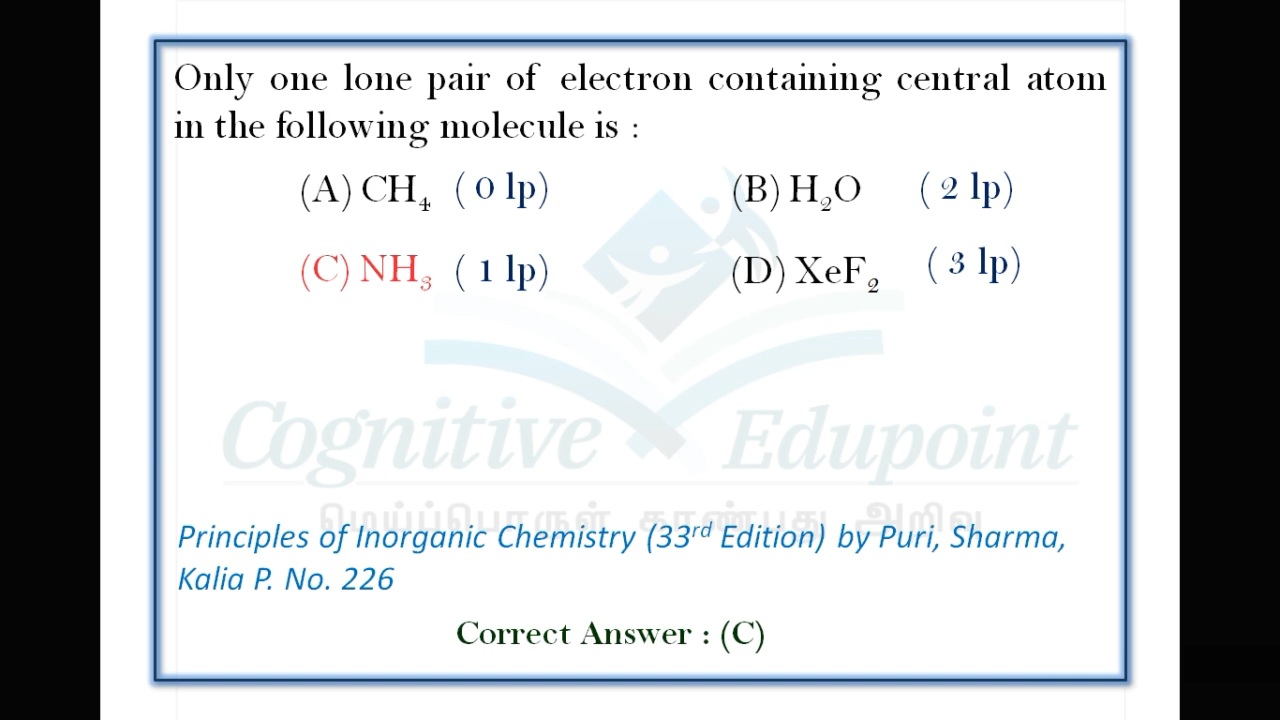 Only one lone pair of electron containing central atom
in the following molecule is :
(A) CH₄ ( 0 lp) (B) H₂O ( 2 lp)
(C) NH₃ ( 1 lp) (D) XeF₂ ( 3 lp)
Cognitive Edupoint
மெய்ப்பொருள் காண்பது அறிவு
Principles of Inorganic Chemistry (33rd Edition) by Puri, Sharma,
Kalia P. No. 226
Correct Answer : (C)